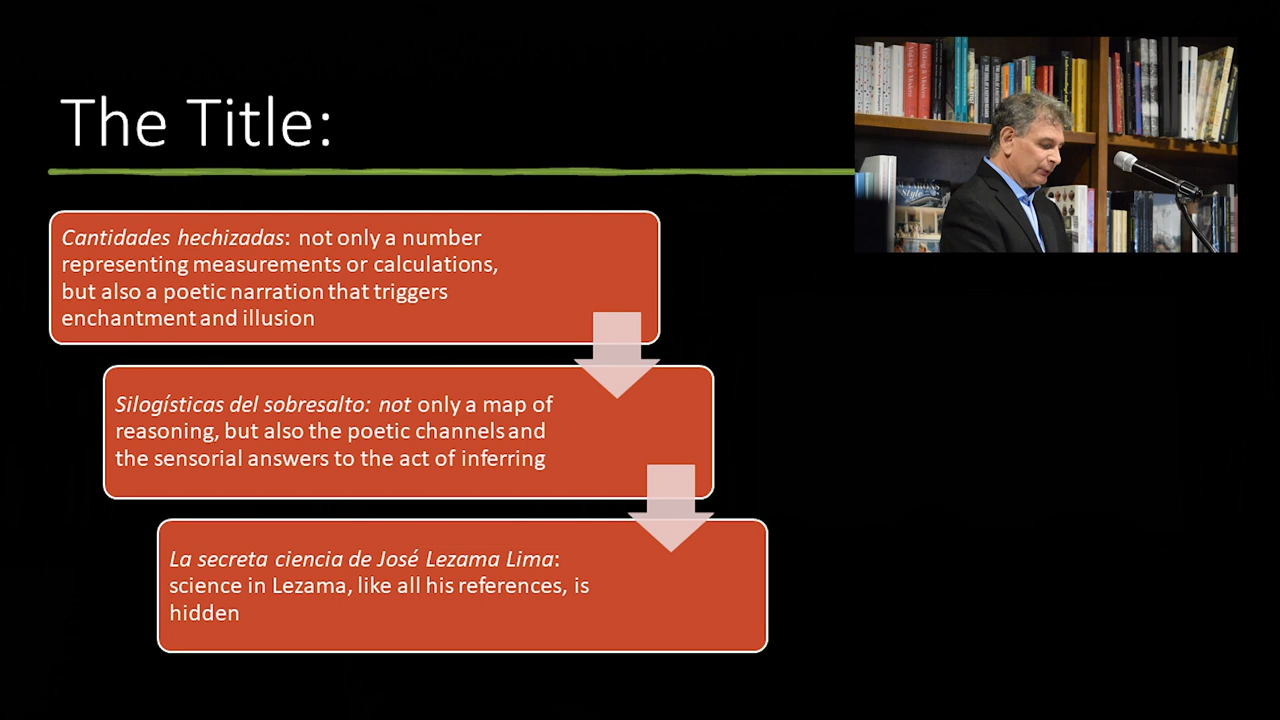 The Title:
Cantidades hechizadas: not only a number
representing measurements or calculations,
but also a poetic narration that triggers
enchantment and illusion
Silogísticas del sobresalto: not only a map of
reasoning, but also the poetic channels and
the sensorial answers to the act of inferring
La secreta ciencia de José Lezama Lima:
science in Lezama, like all his references, is
hidden